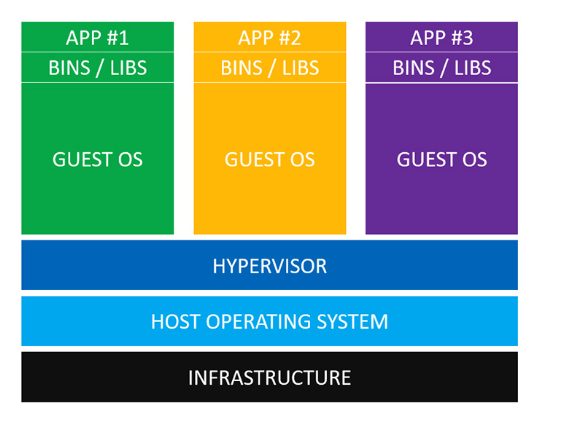 APP #1
BINS / LIBS
GUEST OS
APP #2
BINS / LIBS
GUEST OS
APP #3
BINS / LIBS
GUEST OS
HYPERVISOR
HOST OPERATING SYSTEM
INFRASTRUCTURE